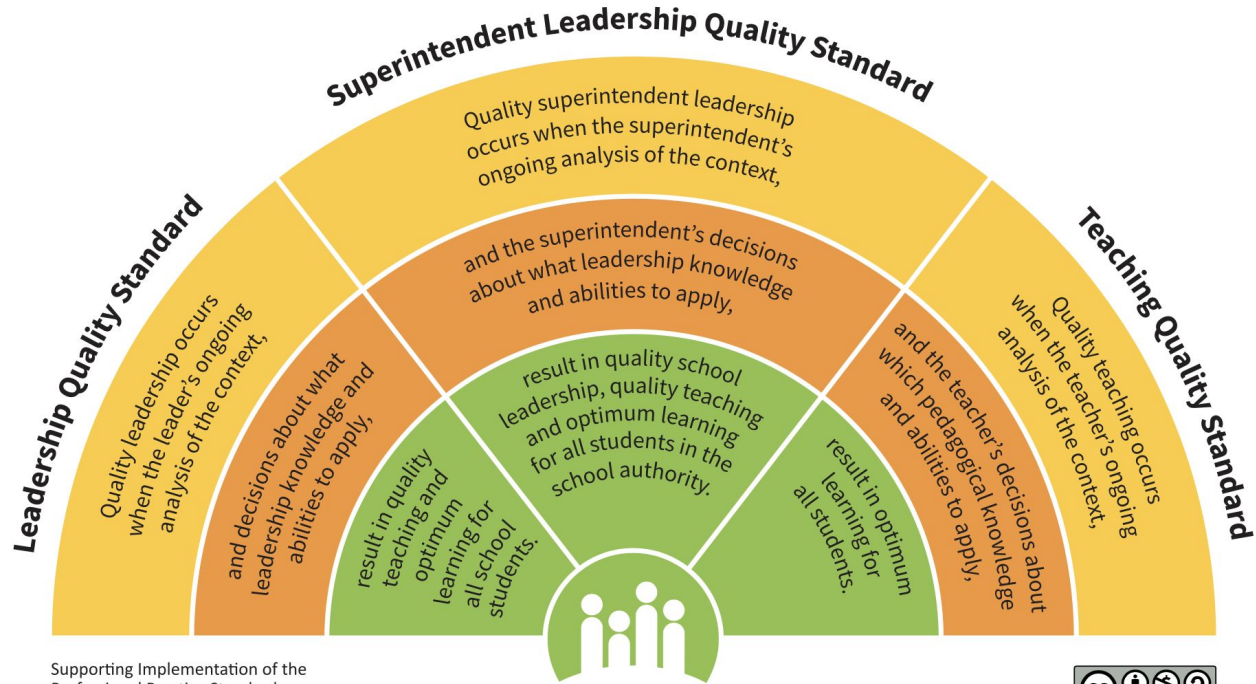 Superintendent Leadership Quality Standard
Quality superintendent leadership
occurs when the superintendent's
ongoing analysis of the context,
and the superintendent's decisions
about what leadership knowledge
and abilities to apply,
result in quality school
leadership, quality teaching
and optimum learning
for all students in the
school authority.
Leadership Quality Standard
Quality leadership occurs
when the leader's ongoing
analysis of the context,
and decisions about what
leadership knowledge and
abilities to apply,
result in quality
teaching and
optimum
learning for
all school
students.
Teaching Quality Standard
Quality teaching occurs
when the teacher's ongoing
analysis of the context,
and the teacher's decisions about
which pedagogical knowledge
and abilities to apply,
result in optimum
learning for
all students.
Supporting Implementation of the